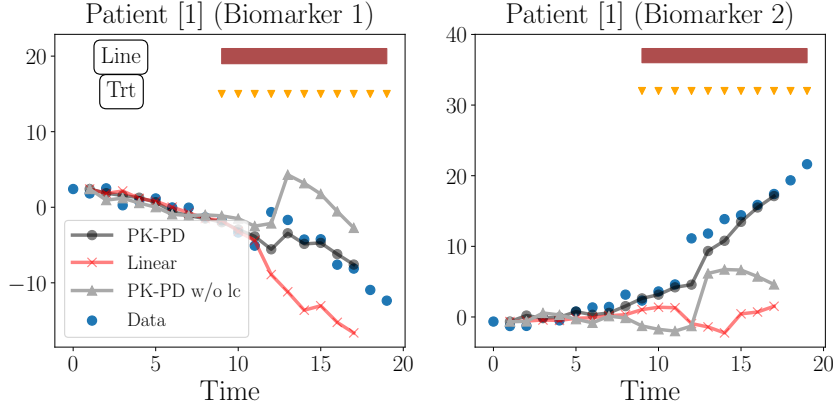 Patient [1] (Biomarker 1)
20
10
0
−10
Line
Trt
PK-PD
Linear
PK-PD w/o lc
Data
0
5
10
15
20
Time
Patient [1] (Biomarker 2)
40
30
20
10
0
0
5
10
15
20
Time